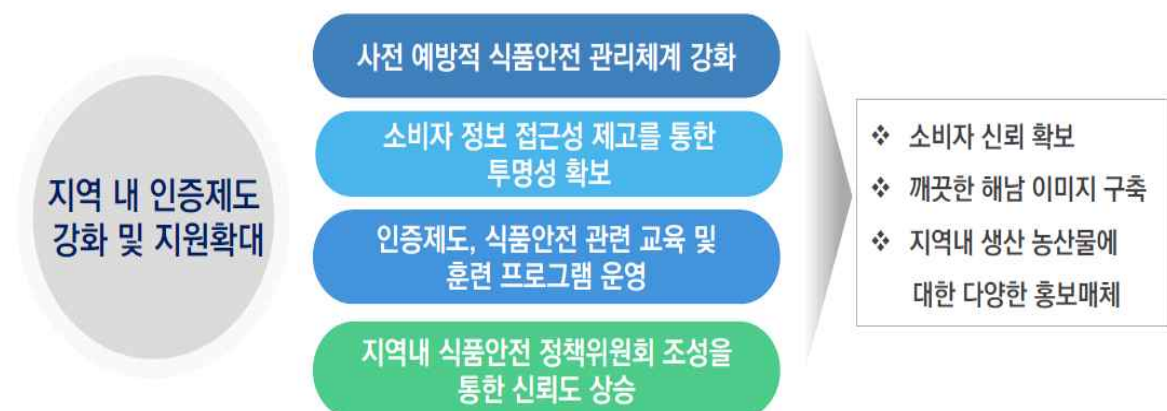 지역 내 인증제도
강화 및 지원확대
사전 예방적 식품안전 관리체계 강화
소비자 정보 접근성 제고를 통한
투명성 확보
인증제도, 식품안전 관련 교육 및
훈련 프로그램 운영
지역내 식품안전 정책위원회 조성을
통한 신뢰도 상승
❖ 소비자 신뢰 확보
❖ 깨끗한 해남 이미지 구축
❖ 지역내 생산 농산물에
대한 다양한 홍보매체